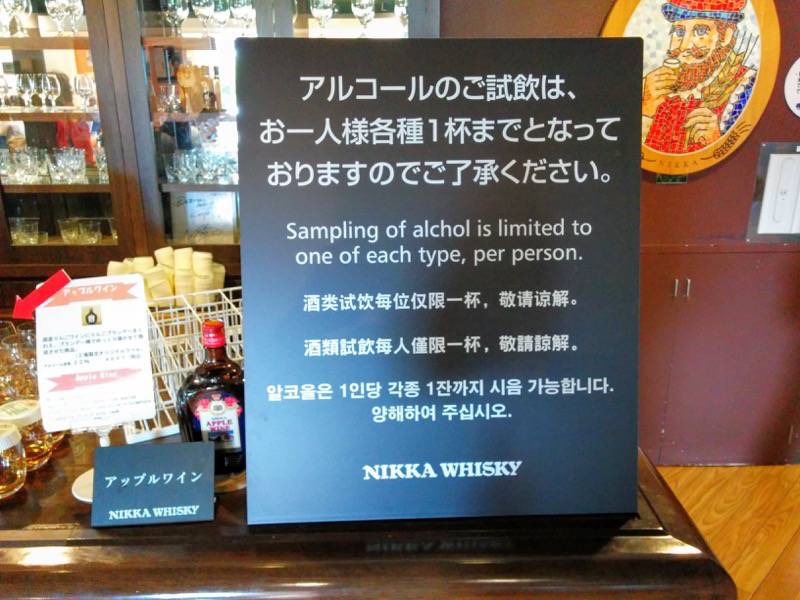 アルコールのご試飲は、
お一人様各種1杯までとなって
おりますのでご了承ください。
Sampling of alchol is limited to
one of each type, per person.
酒类试饮每位仅限一杯，敬请谅解。
酒類試飲每人僅限一杯，敬請諒解。
알코올은 1인당 각종 1잔까지 시음 가능합니다.
양해하여 주십시오.
NIKKA WHISKY
アップルワイン
Apple Wine
APPLE
WINE
アップルワイン
NIKKA WHISKY
NIKKA